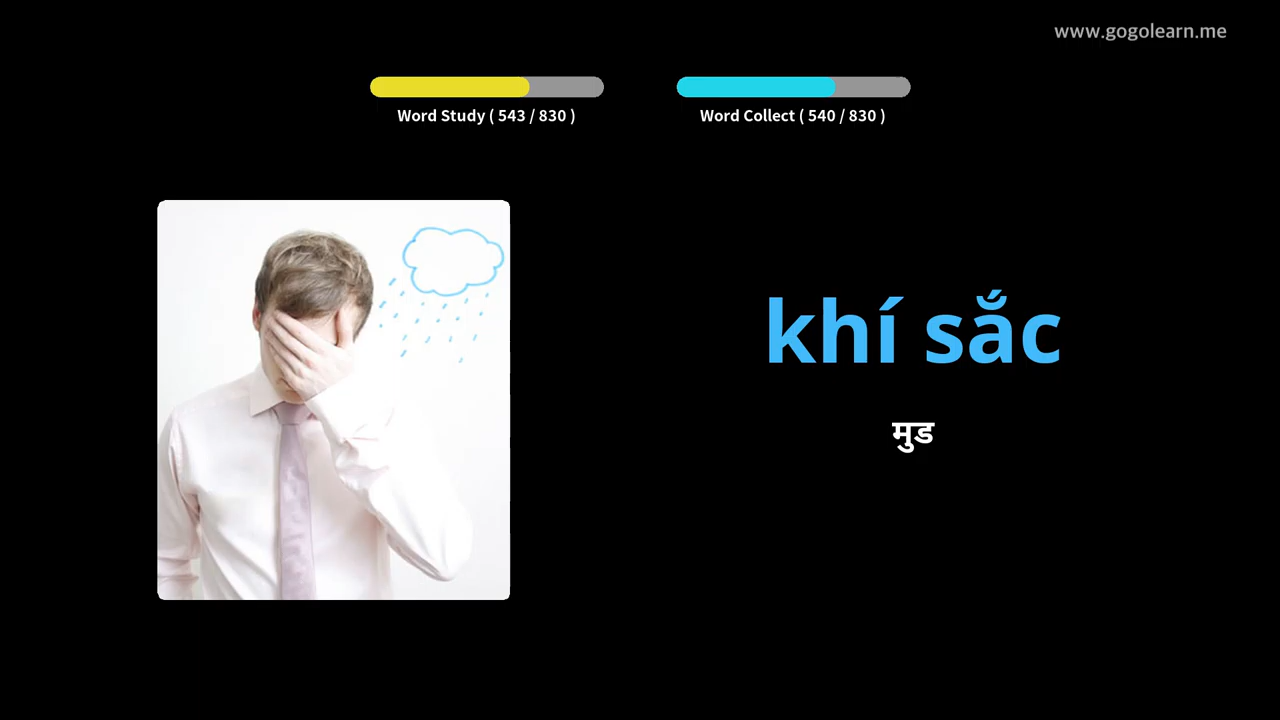 www.gogolearn.me
Word Study ( 543 / 830 )
Word Collect ( 540 / 830 )
khí sắc
मुड